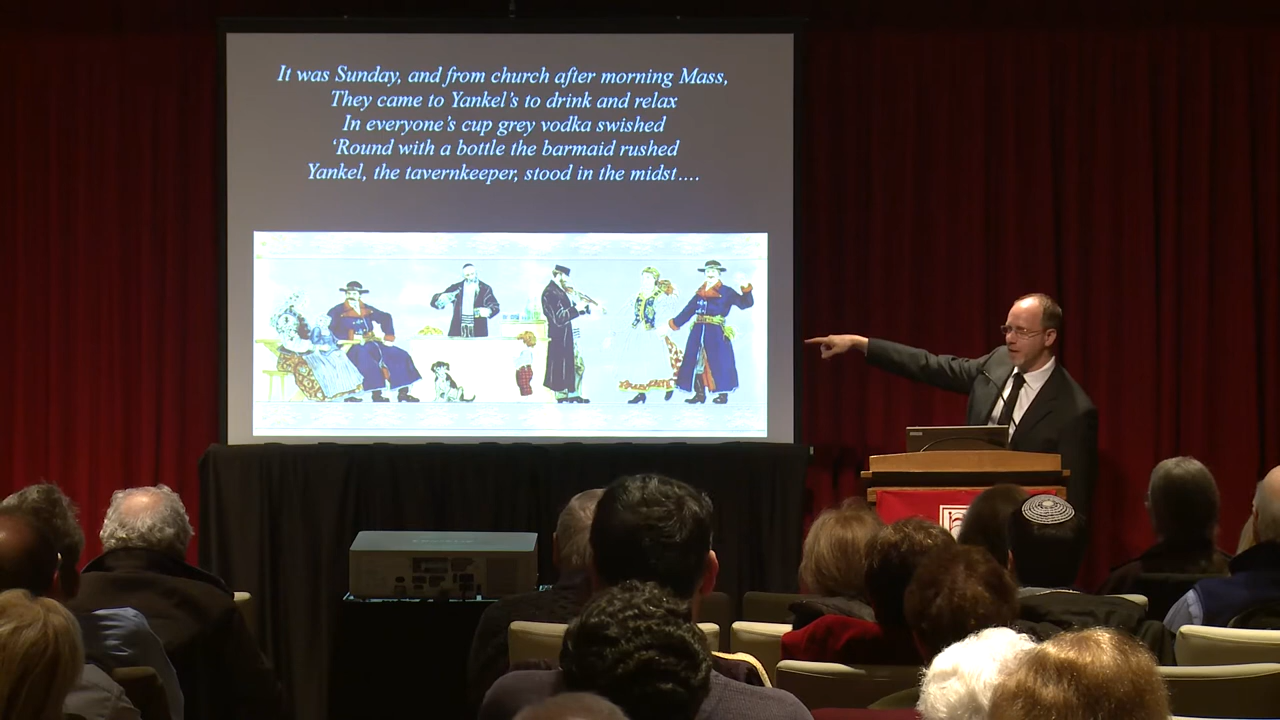 It was Sunday, and from church after morning Mass,
They came to Yankel's to drink and relax
In everyone's cup grey vodka swished
'Round with a bottle the barmaid rushed
Yankel, the tavernkeeper, stood in the midst….